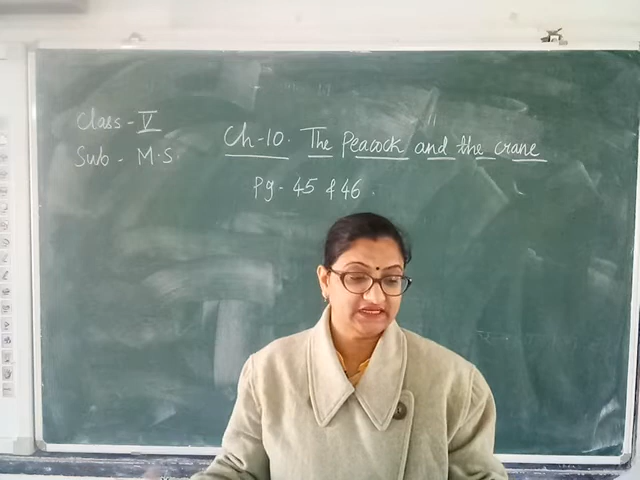 Class - V
Sub - M.S.
Ch-10. The Peacock and the crane
Pg - 45 & 46.